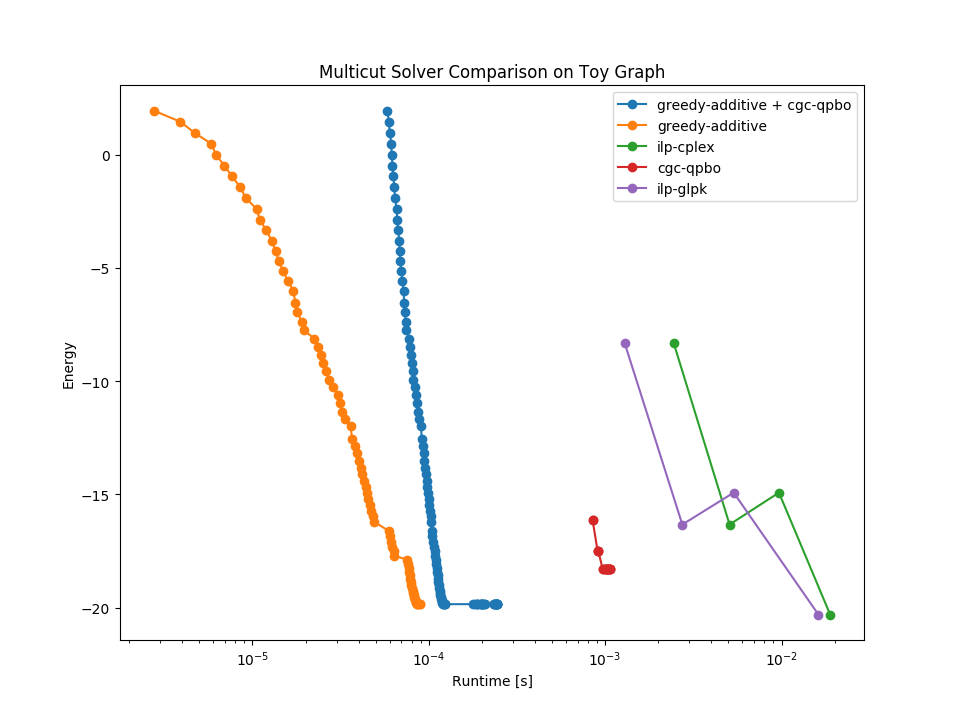 Multicut Solver Comparison on Toy Graph
greedy-additive + cgc-qpbo
greedy-additive
ilp-cplex
cgc-qpbo
ilp-glpk
Energy
0
−5
−10
−15
−20
10⁻⁵
10⁻⁴
10⁻³
10⁻²
Runtime [s]